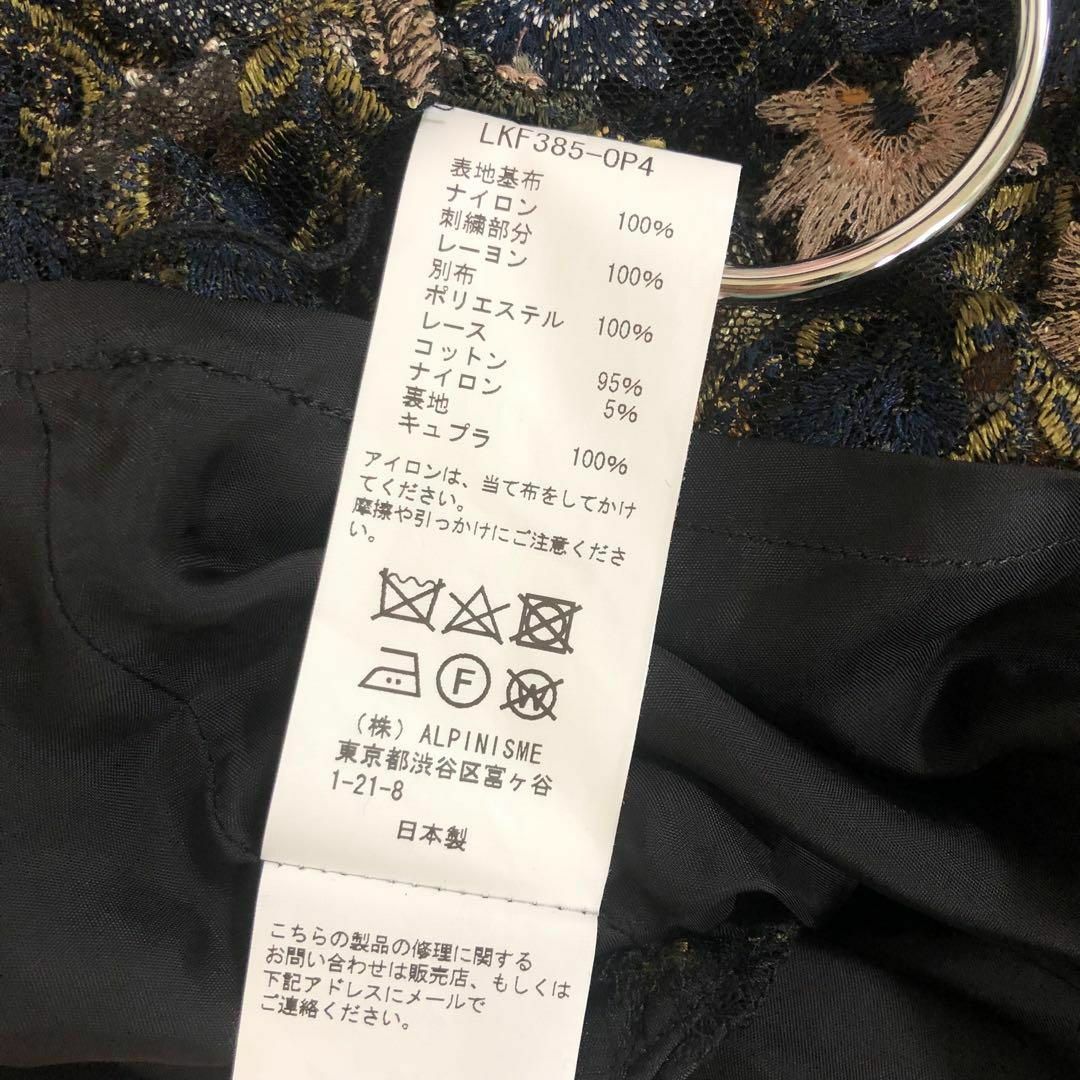 LKF385-OP4
表地基布
ナイロン 100%
刺繍部分
レーヨン 100%
別布
ポリエステル 100%
レース
コットン 95%
ナイロン 5%
裏地
キュプラ 100%
アイロンは、当て布をしてかけ
てください。
摩擦や引っかけにご注意くださ
い。
F
W
(株) ALPINISME
東京都渋谷区富ヶ谷
1-21-8
日本製
こちらの製品の修理に関する
お問い合わせは販売店、もしくは
下記アドレスにメールで
ご連絡ください。